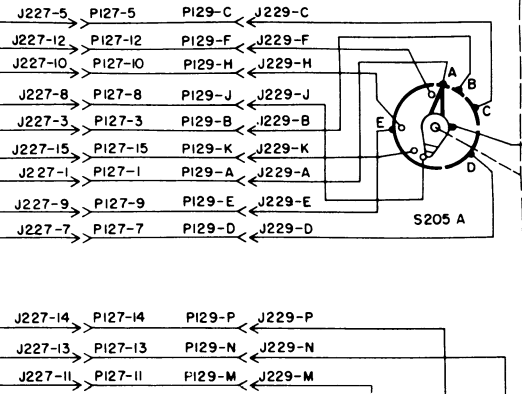 J227-5 P127-5 P129-C J229-C
J227-12 P127-12 P129-F J229-F
J227-10 P127-10 P129-H J229-H
A
B
J227-8 P127-8 P129-J J229-J
C
J227-3 P127-3 P129-B J229-B
E
J227-15 P127-15 P129-K J229-K
D
J227-1 P127-1 P129-A J229-A
J227-9 P127-9 P129-E J229-E
S205 A
J227-7 P127-7 P129-D J229-D
J227-14 P127-14 P129-P J229-P
J227-13 P127-13 P129-N J229-N
J227-11 P127-11 P129-M J229-M